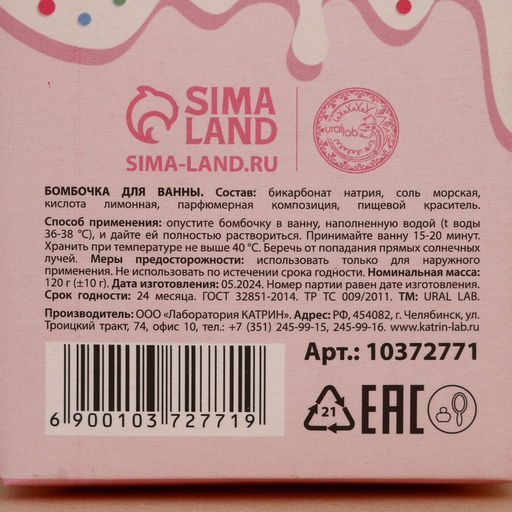 SIMA
LAND
SIMA-LAND.RU
ural lab
БОМБОЧКА ДЛЯ ВАННЫ. Состав: бикарбонат натрия, соль морская,
кислота лимонная, парфюмерная композиция, пищевой краситель.
Способ применения: опустите бомбочку в ванну, наполненную водой (t воды
36-38 °C), и дайте ей полностью раствориться. Принимайте ванну 15-20 минут.
Хранить при температуре не выше 40 °C. Беречь от попадания прямых солнечных
лучей. Меры предосторожности: использовать только для наружного
применения. Не использовать по истечении срока годности. Номинальная масса:
120 г (±10 г). Дата изготовления: 05.2024. Номер партии равен дате изготовления.
Срок годности: 24 месяца. ГОСТ 32851-2014. ТР ТС 009/2011. ТМ: URAL LAB.
Производитель: ООО «Лаборатория КАТРИН». Адрес: РФ, 454082, г. Челябинск, ул.
Троицкий тракт, 74, офис 10, тел.: +7 (351) 245-99-15, 245-99-16. www.katrin-lab.ru
Арт.: 10372771
6 900103 727719
21
EAC